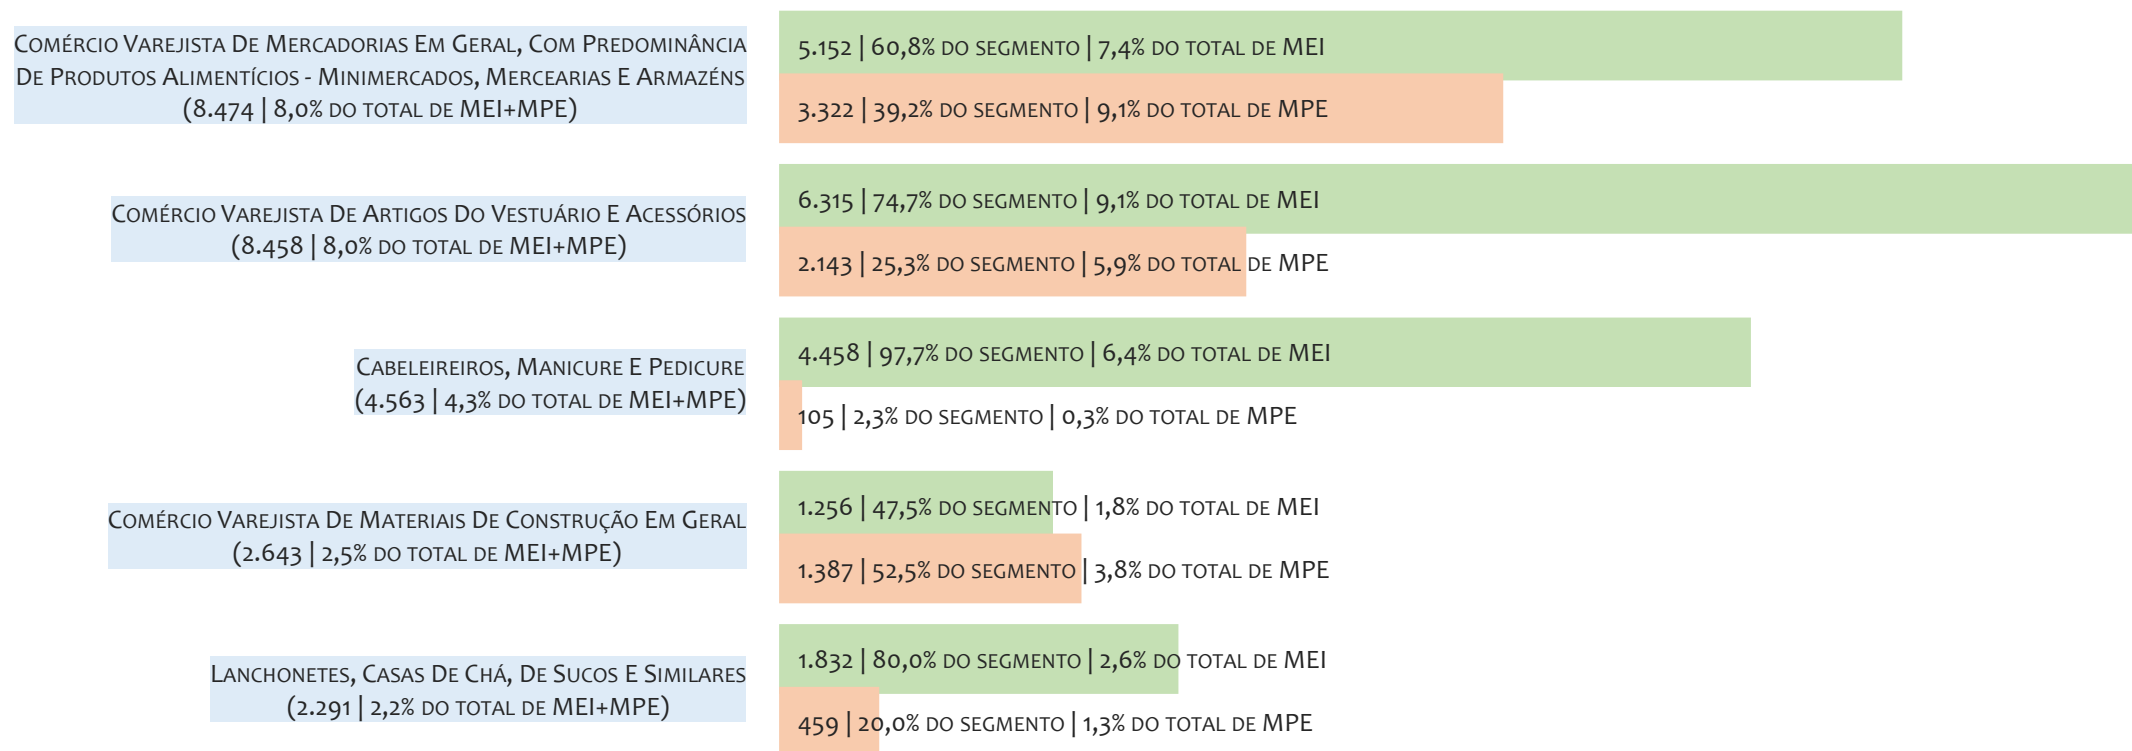 Comércio Varejista De Mercadorias Em Geral, Com Predominância
De Produtos Alimentícios - Minimercados, Mercearias E Armazéns
(8.474 | 8,0% do total de MEI+MPE)
5.152 | 60,8% do segmento | 7,4% do total de MEI
3.322 | 39,2% do segmento | 9,1% do total de MPE
Comércio Varejista De Artigos Do Vestuário E Acessórios
(8.458 | 8,0% do total de MEI+MPE)
6.315 | 74,7% do segmento | 9,1% do total de MEI
2.143 | 25,3% do segmento | 5,9% do total de MPE
Cabeleireiros, Manicure E Pedicure
(4.563 | 4,3% do total de MEI+MPE)
4.458 | 97,7% do segmento | 6,4% do total de MEI
105 | 2,3% do segmento | 0,3% do total de MPE
Comércio Varejista De Materiais De Construção Em Geral
(2.643 | 2,5% do total de MEI+MPE)
1.256 | 47,5% do segmento | 1,8% do total de MEI
1.387 | 52,5% do segmento | 3,8% do total de MPE
Lanchonetes, Casas De Chá, De Sucos E Similares
(2.291 | 2,2% do total de MEI+MPE)
1.832 | 80,0% do segmento | 2,6% do total de MEI
459 | 20,0% do segmento | 1,3% do total de MPE